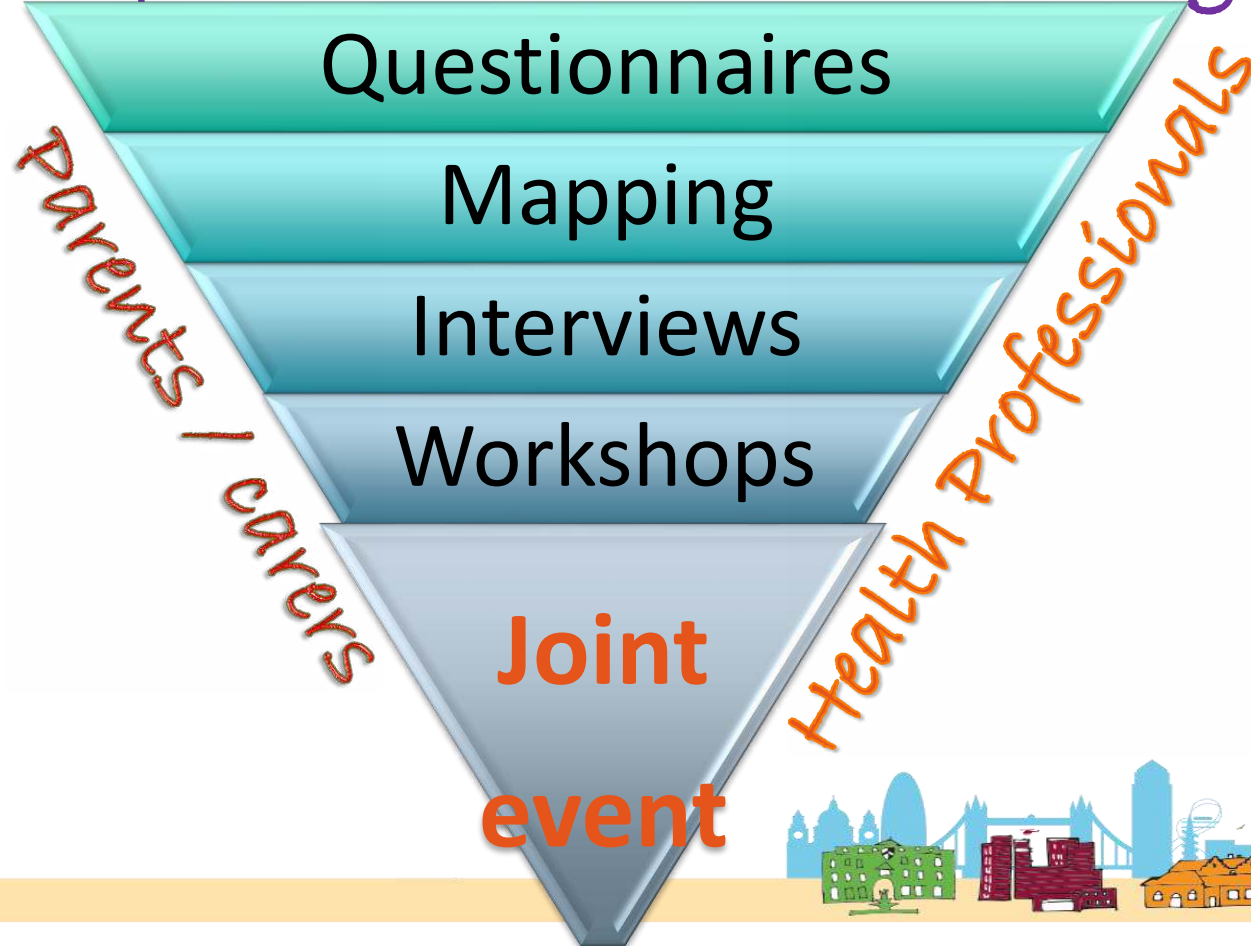 Questionnaires
Mapping
Interviews
Workshops
Joint
event
Parents / carers
Health Professionals